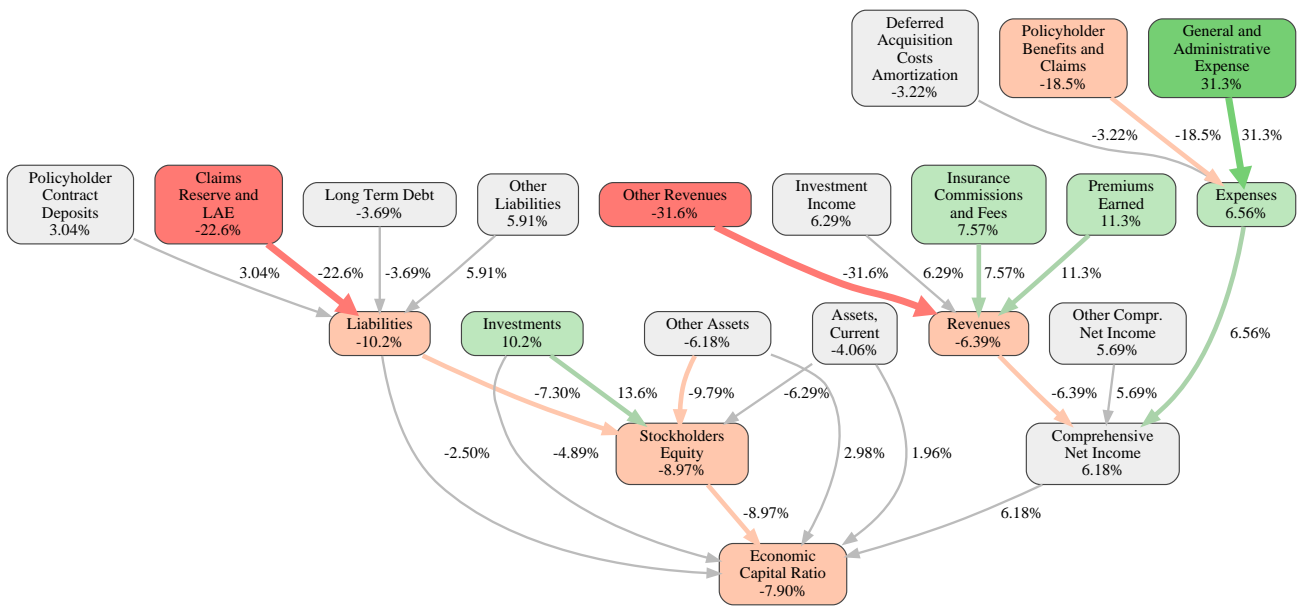 Deferred
Acquisition
Costs
Amortization
-3.22%
Policyholder
Benefits and
Claims
-18.5%
General and
Administrative
Expense
31.3%
-3.22%
-18.5%
31.3%
Policyholder
Contract
Deposits
3.04%
Claims
Reserve and
LAE
-22.6%
Long Term Debt
-3.69%
Other
Liabilities
5.91%
Other Revenues
-31.6%
Investment
Income
6.29%
Insurance
Commissions
and Fees
7.57%
Premiums
Earned
11.3%
Expenses
6.56%
3.04%
-22.6%
-3.69%
5.91%
-31.6%
6.29%
7.57%
11.3%
6.56%
Liabilities
-10.2%
Investments
10.2%
Other Assets
-6.18%
Assets,
Current
-4.06%
Revenues
-6.39%
Other Compr.
Net Income
5.69%
-7.30%
13.6%
-9.79%
-6.29%
-6.39%
5.69%
-2.50%
-4.89%
Stockholders
Equity
-8.97%
2.98%
1.96%
Comprehensive
Net Income
6.18%
-8.97%
6.18%
Economic
Capital Ratio
-7.90%